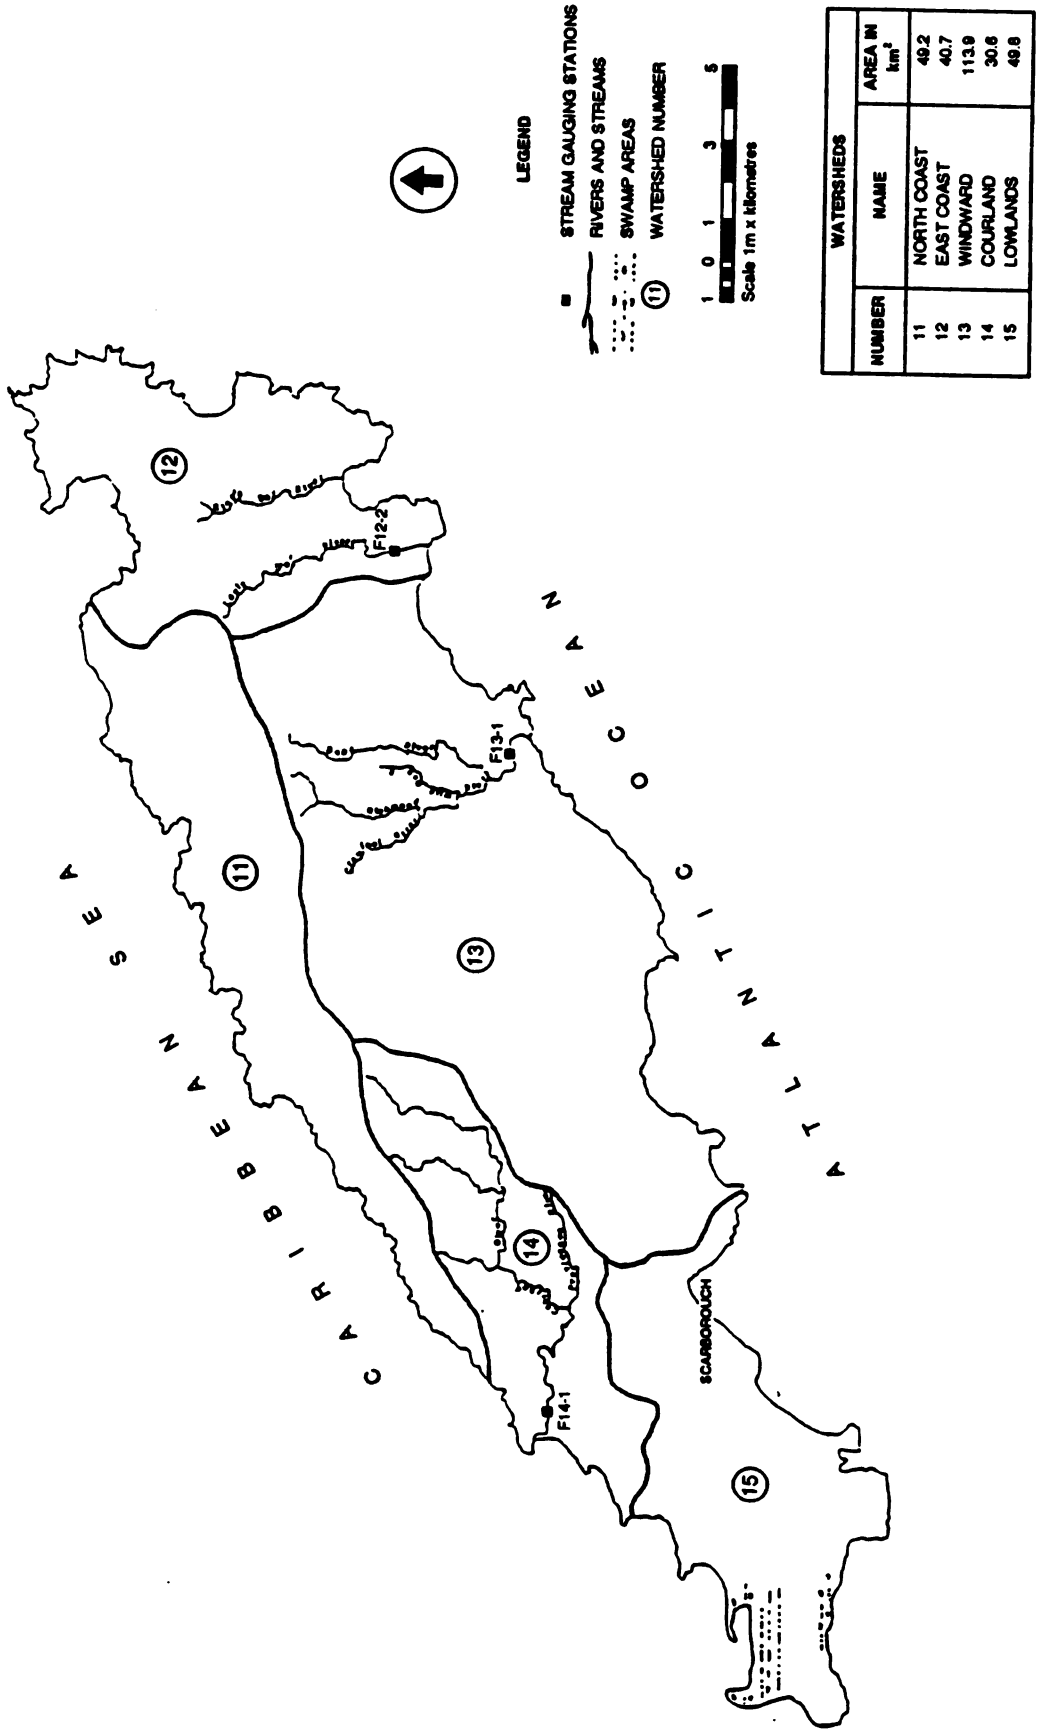 CARIBBEAN SEA
12
F12-2
11
F13-1
13
14
F14-1
SCARBOROUGH
15
ATLANTIC OCEAN
LEGEND
STREAM GAUGING STATIONS
RIVERS AND STREAMS
SWAMP AREAS
11 WATERSHED NUMBER
1 0 1 3 5
Scale 1m x kilometres
WATERSHEDS
NUMBER NAME AREA IN km²
11 NORTH COAST 49.2
12 EAST COAST 40.7
13 WINDWARD 113.9
14 COURLAND 30.6
15 LOWLANDS 49.8